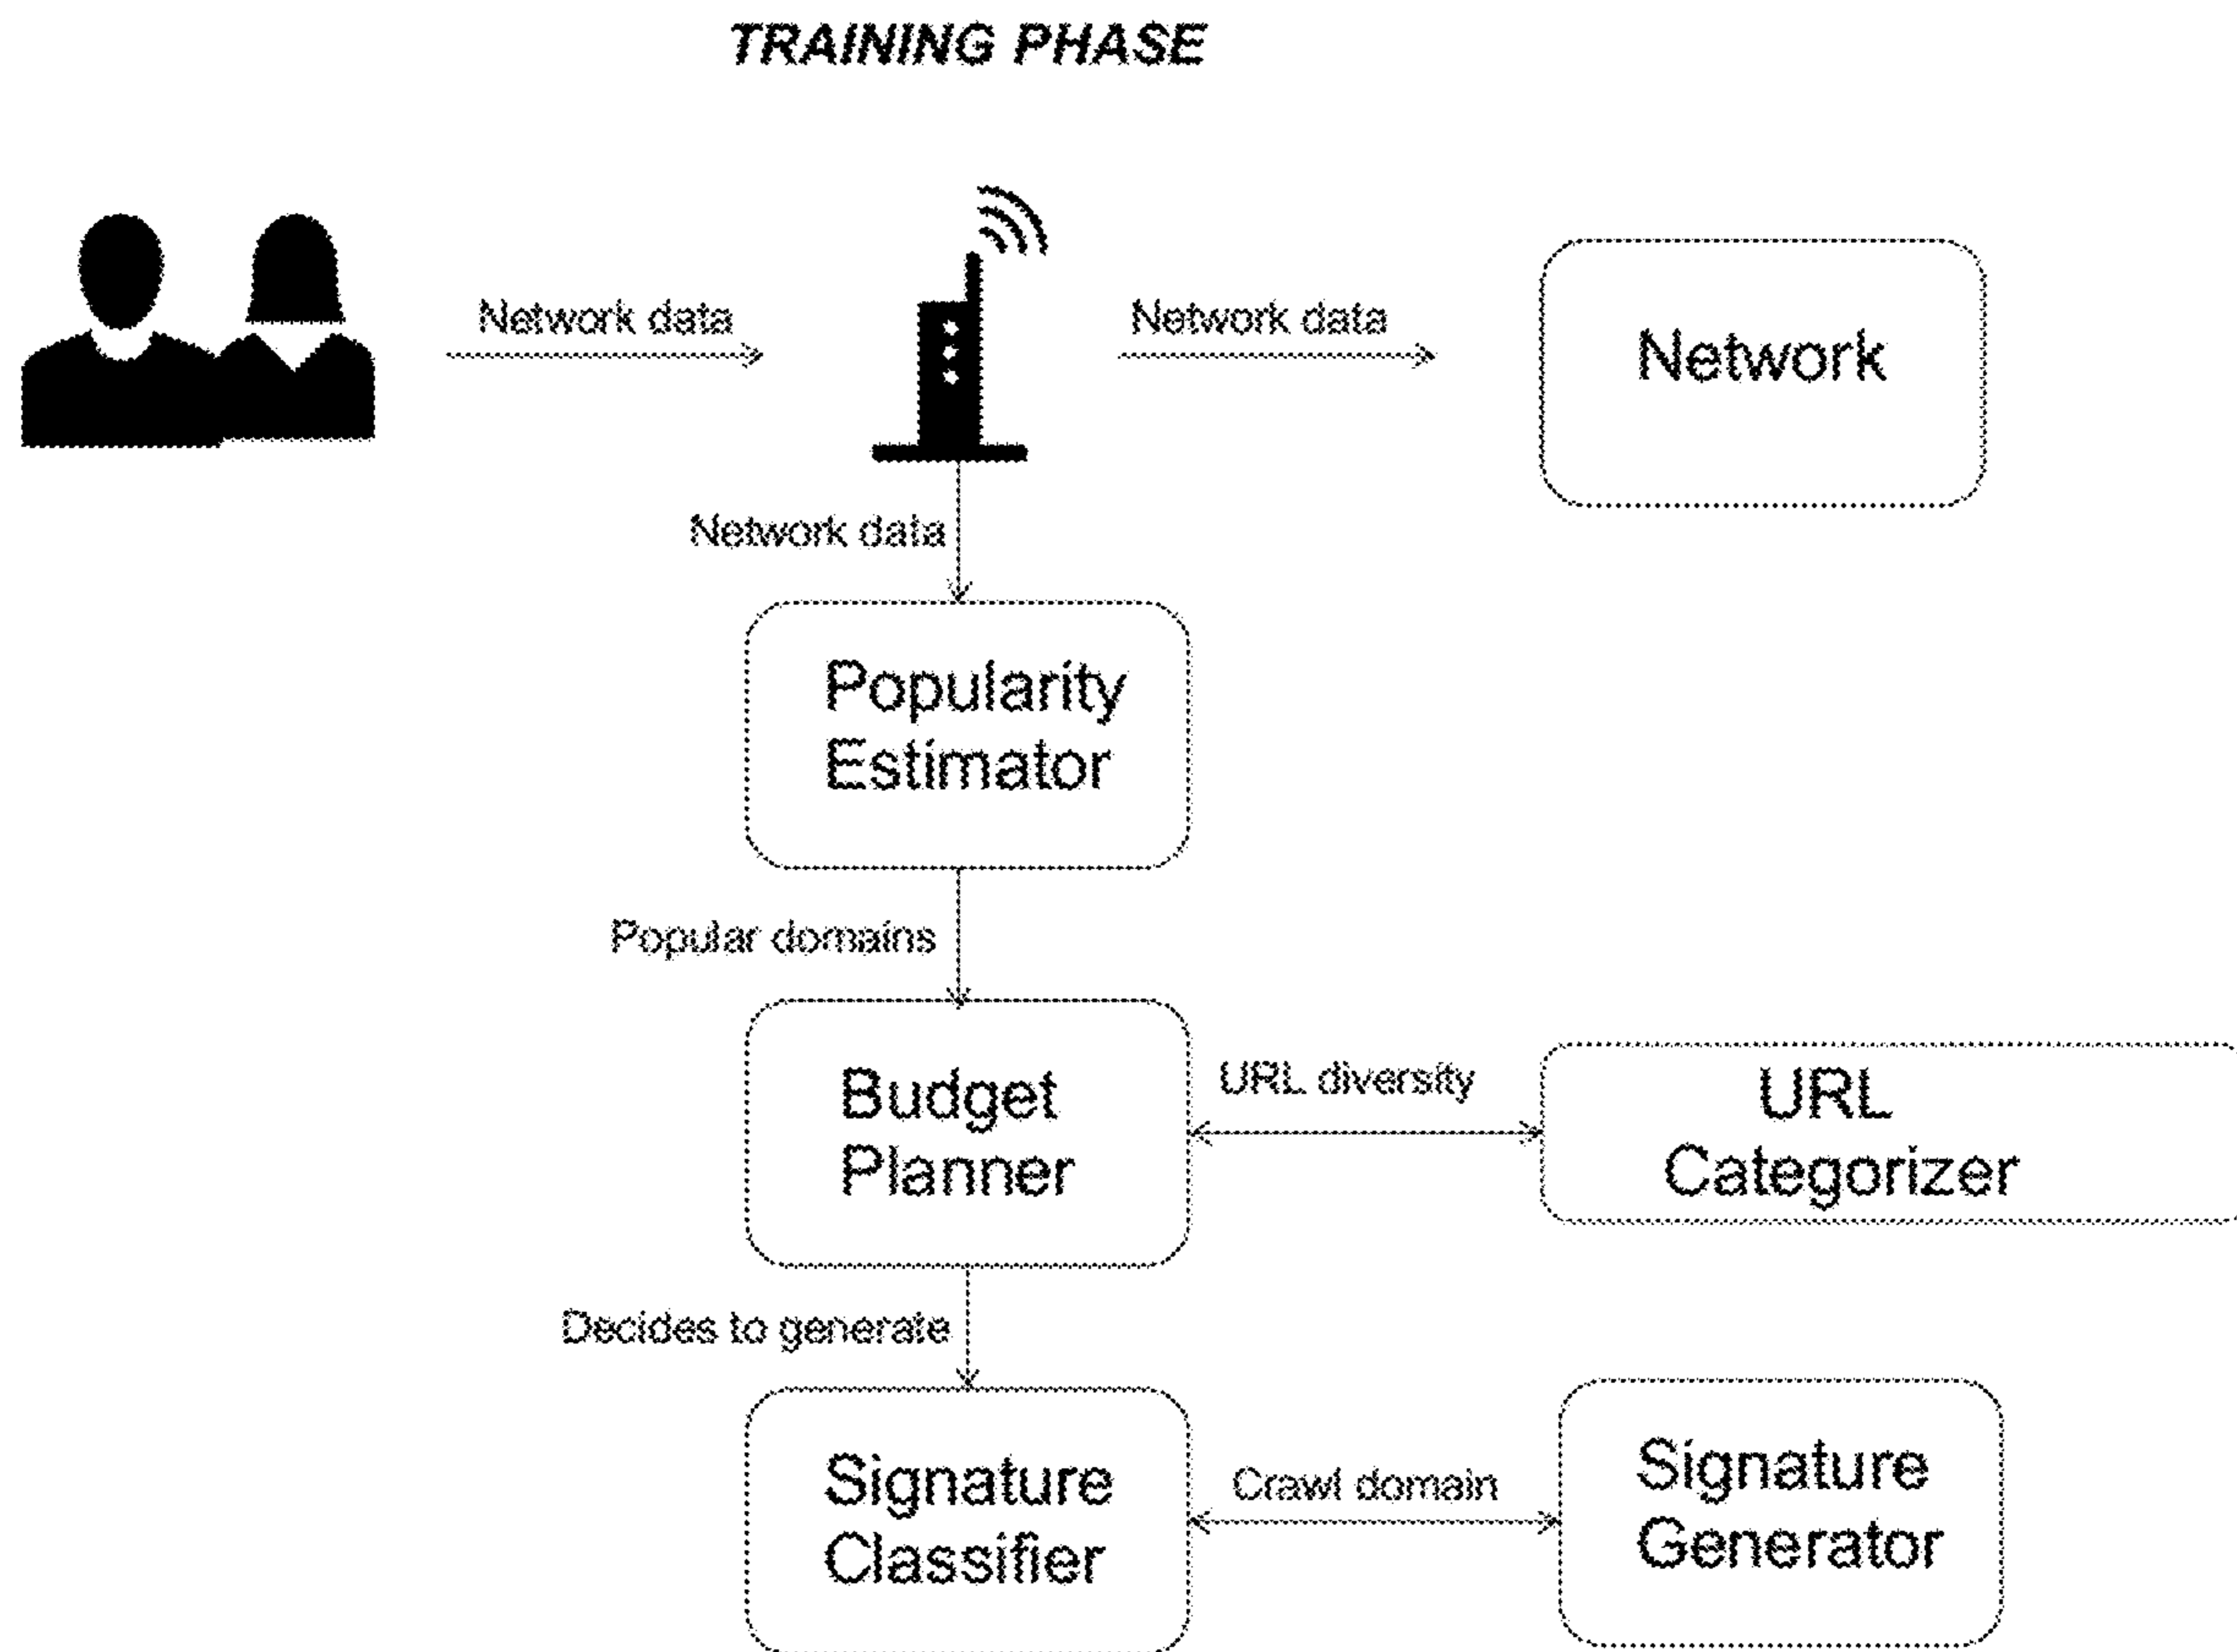 TRAINING PHASE
Network data
Network data
Network
Network data
Popularity
Estimator
Popular domains
Budget
Planner
URL diversity
URL
Categorizer
Decides to generate
Signature
Classifier
Crawl domain
Signature
Generator